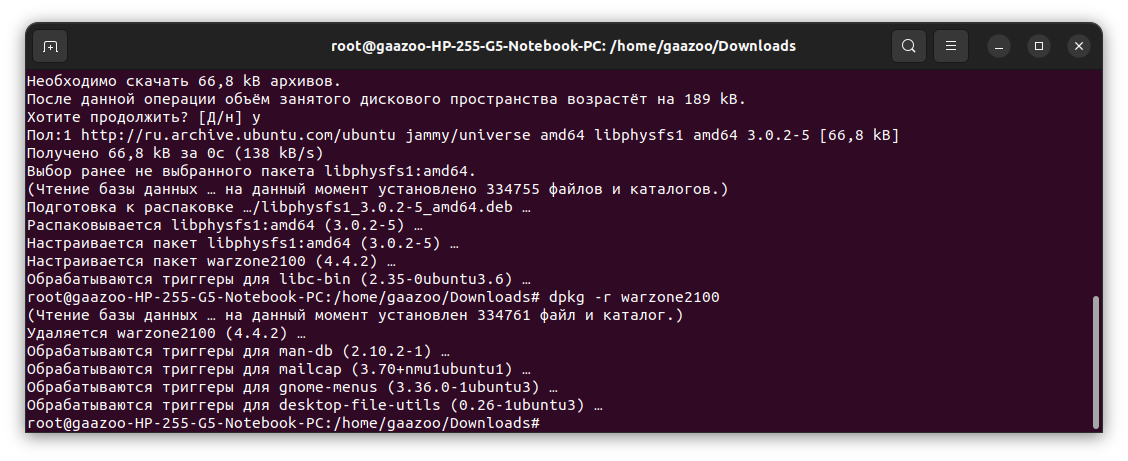 root@gaazoo-HP-255-G5-Notebook-PC: /home/gaazoo/Downloads
Необходимо скачать 66,8 kB архивов.
После данной операции объём занятого дискового пространства возрастёт на 189 kB.
Хотите продолжить? [Д/н] y
Пол:1 http://ru.archive.ubuntu.com/ubuntu jammy/universe amd64 libphysfs1 amd64 3.0.2-5 [66,8 kB]
Получено 66,8 kB за 0с (138 kB/s)
Выбор ранее не выбранного пакета libphysfs1:amd64.
(Чтение базы данных … на данный момент установлено 334755 файлов и каталогов.)
Подготовка к распаковке …/libphysfs1_3.0.2-5_amd64.deb …
Распаковывается libphysfs1:amd64 (3.0.2-5) …
Настраивается пакет libphysfs1:amd64 (3.0.2-5) …
Настраивается пакет warzone2100 (4.4.2) …
Обрабатываются триггеры для libc-bin (2.35-0ubuntu3.6) …
root@gaazoo-HP-255-G5-Notebook-PC:/home/gaazoo/Downloads# dpkg -r warzone2100
(Чтение базы данных … на данный момент установлен 334761 файл и каталог.)
Удаляется warzone2100 (4.4.2) …
Обрабатываются триггеры для man-db (2.10.2-1) …
Обрабатываются триггеры для mailcap (3.70+nmu1ubuntu1) …
Обрабатываются триггеры для gnome-menus (3.36.0-1ubuntu3) …
Обрабатываются триггеры для desktop-file-utils (0.26-1ubuntu3) …
root@gaazoo-HP-255-G5-Notebook-PC:/home/gaazoo/Downloads#